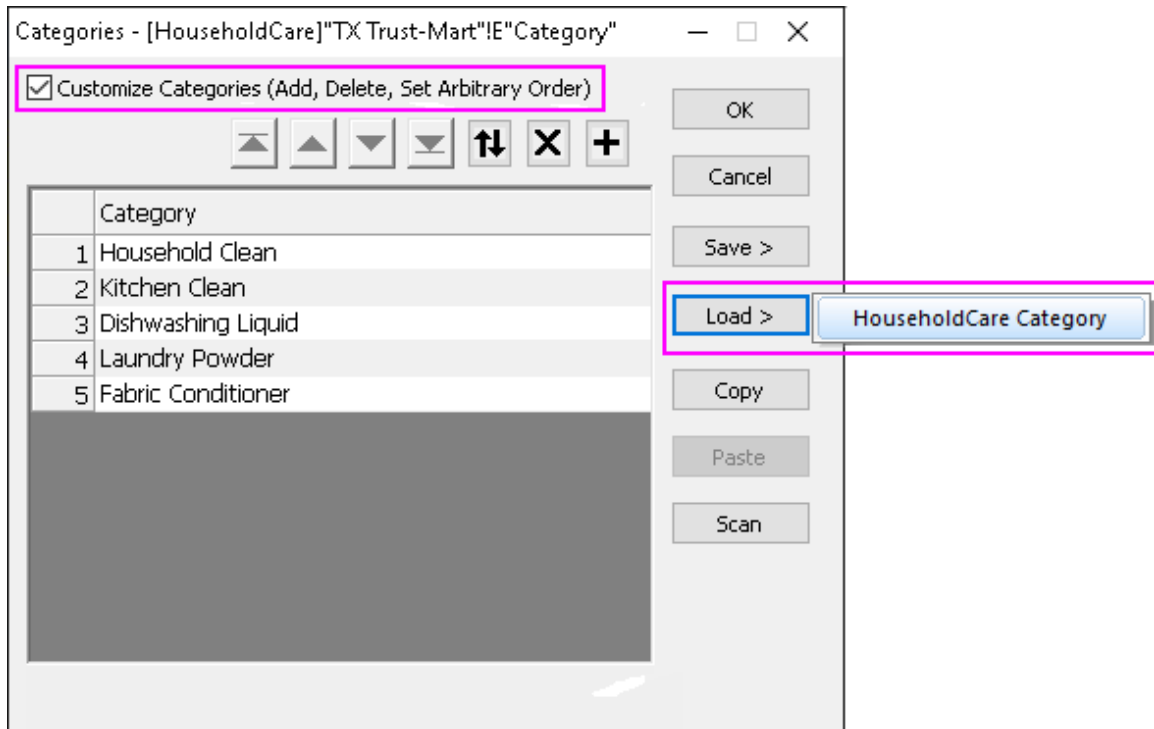 Categories - [HouseholdCare]"TX Trust-Mart"!E"Category"
Customize Categories (Add, Delete, Set Arbitrary Order)
OK
Cancel
Category
1 Household Clean
2 Kitchen Clean
3 Dishwashing Liquid
4 Laundry Powder
5 Fabric Conditioner
Save >
Load >
HouseholdCare Category
Copy
Paste
Scan